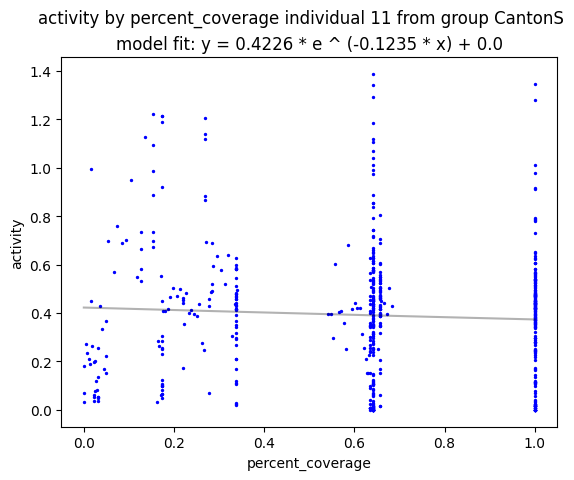 activity by percent_coverage individual 11 from group CantonS
model fit: y = 0.4226 * e ^ (-0.1235 * x) + 0.0
1.4
1.2
1.0
0.8
0.6
0.4
0.2
0.0
activity
0.0 0.2 0.4 0.6 0.8 1.0
percent_coverage